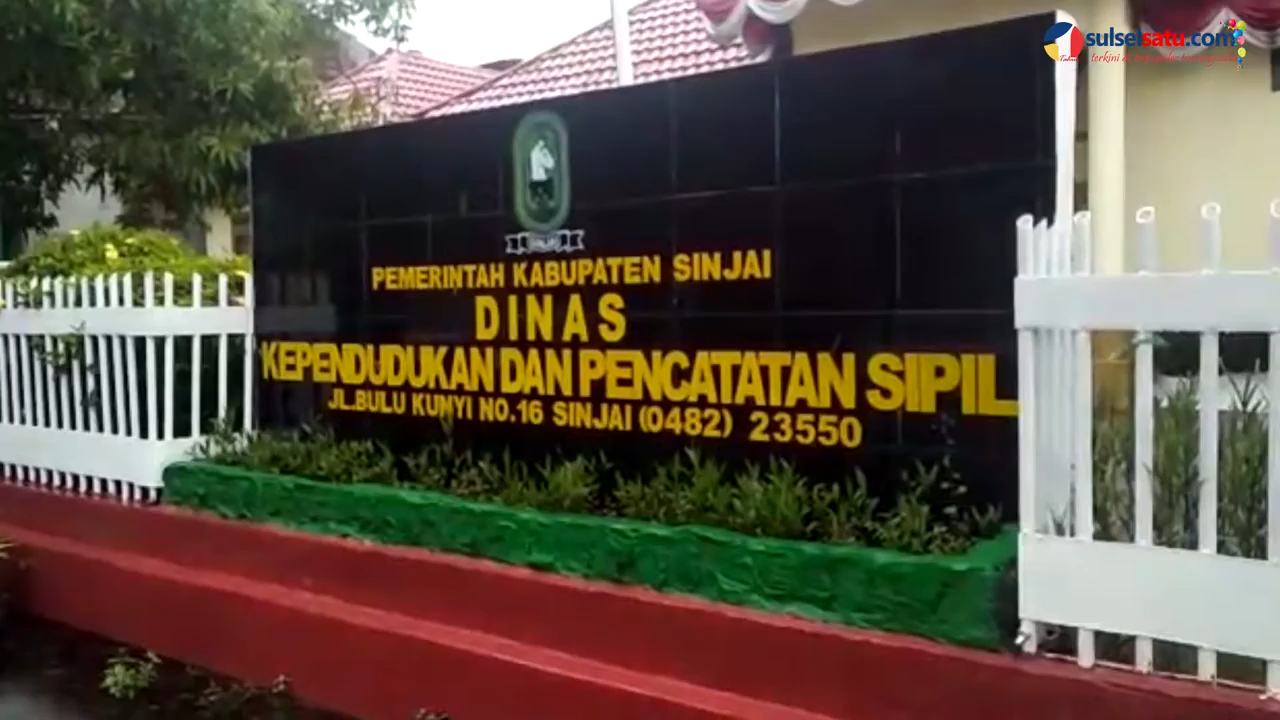 sulselsatu.com
PEMERINTAH KABUPATEN SINJAI
DINAS
KEPENDUDUKAN DAN PENCATATAN SIPIL
JL.BULU KUNYI NO.16 SINJAI (0482) 23550